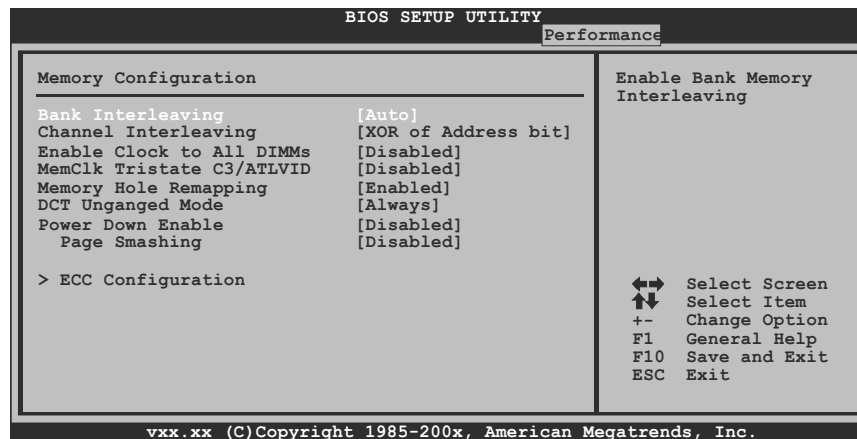 BIOS SETUP UTILITY
Performance
Memory Configuration
Bank Interleaving [Auto]
Channel Interleaving [XOR of Address bit]
Enable Clock to All DIMMs [Disabled]
MemClk Tristate C3/ATLVID [Disabled]
Memory Hole Remapping [Enabled]
DCT Unganged Mode [Always]
Power Down Enable [Disabled]
Page Smashing [Disabled]
> ECC Configuration
Enable Bank Memory
Interleaving
Select Screen
Select Item
+- Change Option
F1 General Help
F10 Save and Exit
ESC Exit
vxx.xx (C)Copyright 1985-200x, American Megatrends, Inc.